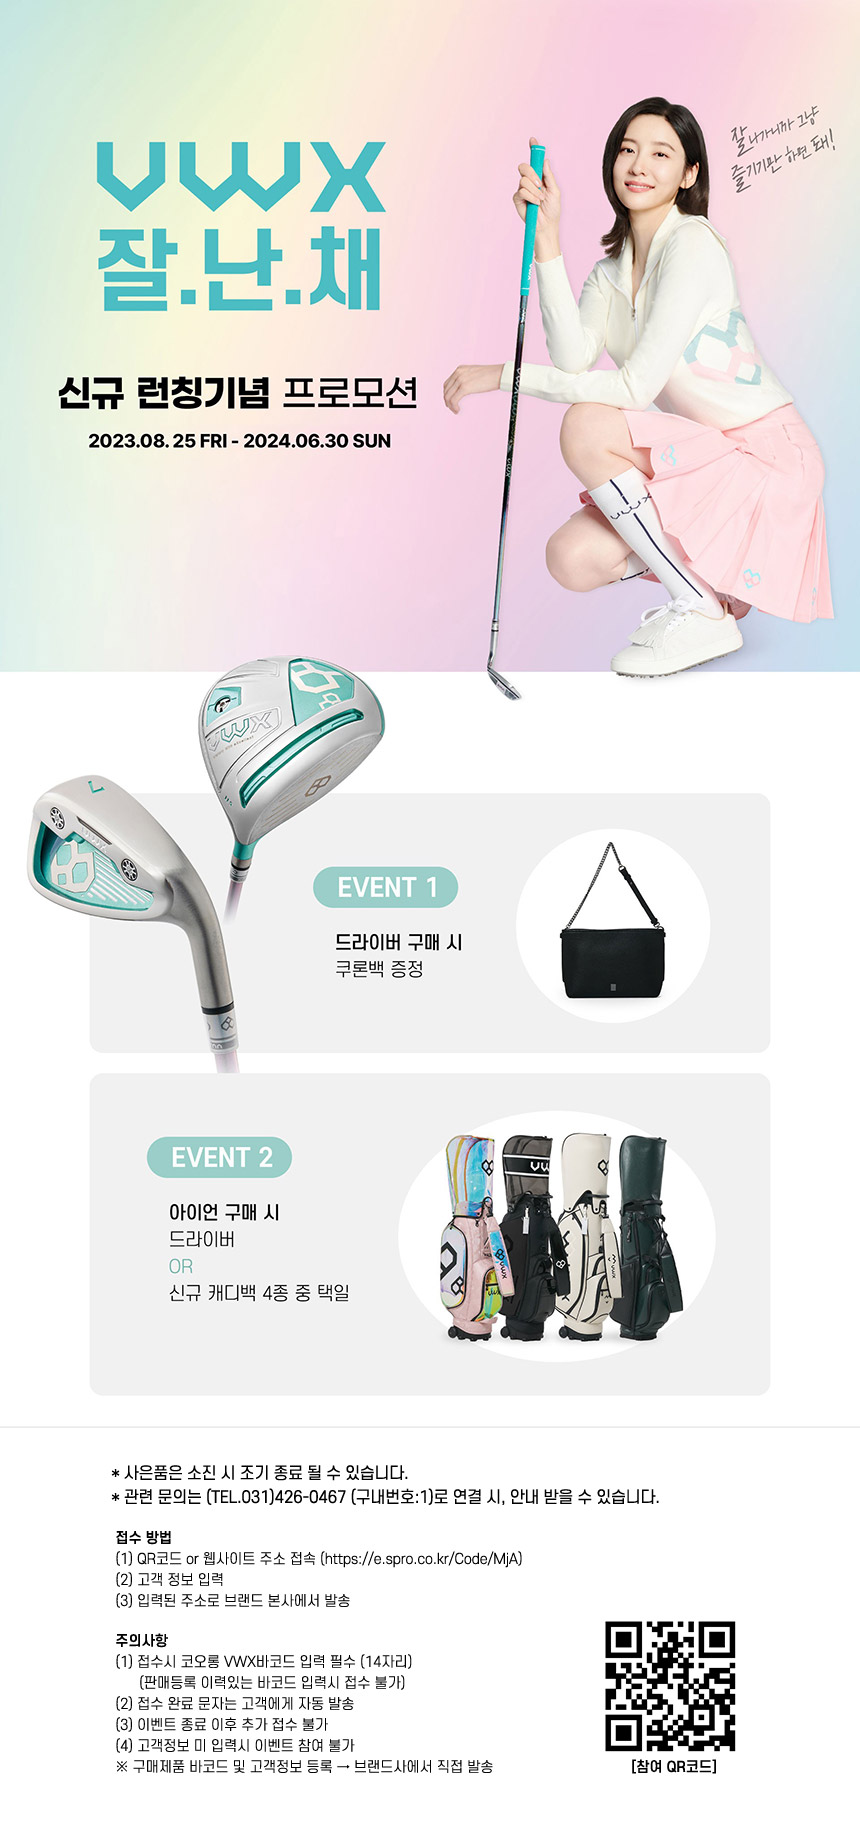 잘 나가니까 그냥
즐기기만 하면 돼!
VWX
잘.난.채
신규 런칭기념 프로모션
2023.08. 25 FRI - 2024.06.30 SUN
VWX
VWX
7
EVENT 1
드라이버 구매 시
쿠론백 증정
EVENT 2
아이언 구매 시
드라이버
OR
신규 캐디백 4종 중 택일
* 사은품은 소진 시 조기 종료 될 수 있습니다.
* 관련 문의는 (TEL.031)426-0467 (구내번호:1)로 연결 시, 안내 받을 수 있습니다.
접수 방법
(1) QR코드 or 웹사이트 주소 접속 (https://e.spro.co.kr/Code/MjA)
(2) 고객 정보 입력
(3) 입력된 주소로 브랜드 본사에서 발송
주의사항
(1) 접수시 코오롱 VWX바코드 입력 필수 (14자리)
(판매등록 이력있는 바코드 입력시 접수 불가)
(2) 접수 완료 문자는 고객에게 자동 발송
(3) 이벤트 종료 이후 추가 접수 불가
(4) 고객정보 미 입력시 이벤트 참여 불가
※ 구매제품 바코드 및 고객정보 등록 → 브랜드사에서 직접 발송
[참여 QR코드]